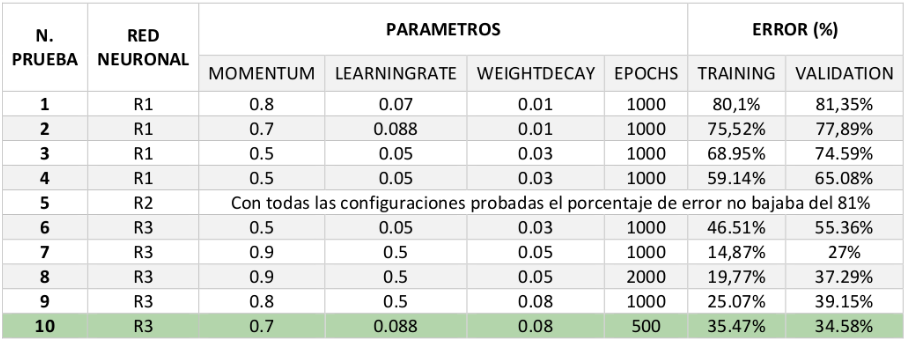 N. PRUEBA RED NEURONAL PARAMETROS ERROR (%)
MOMENTUM LEARNINGRATE WEIGHTDECAY EPOCHS TRAINING VALIDATION
1 R1 0.8 0.07 0.01 1000 80,1% 81,35%
2 R1 0.7 0.088 0.01 1000 75,52% 77,89%
3 R1 0.5 0.05 0.03 1000 68.95% 74.59%
4 R1 0.5 0.05 0.03 1000 59.14% 65.08%
5 R2 Con todas las configuraciones probadas el porcentaje de error no bajaba del 81%
6 R3 0.5 0.05 0.03 1000 46.51% 55.36%
7 R3 0.9 0.5 0.05 1000 14,87% 27%
8 R3 0.9 0.5 0.05 2000 19,77% 37.29%
9 R3 0.8 0.5 0.08 1000 25.07% 39.15%
10 R3 0.7 0.088 0.08 500 35.47% 34.58%